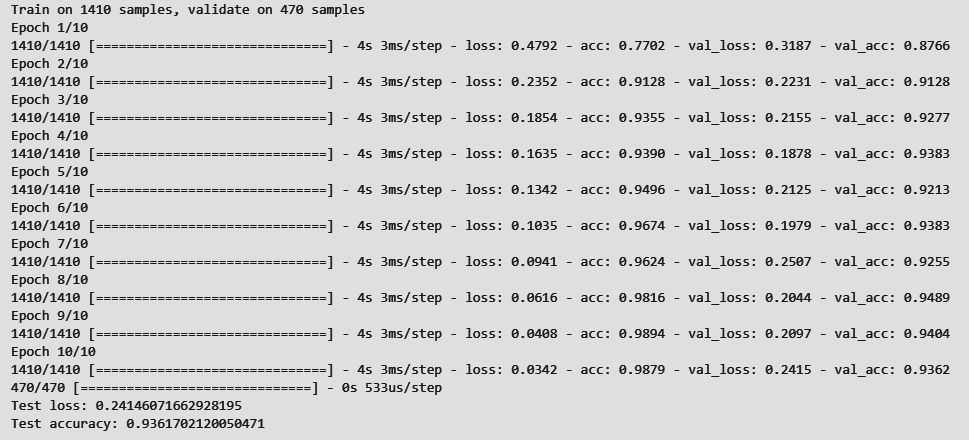 Train on 1410 samples, validate on 470 samples
Epoch 1/10
1410/1410 [==============================] - 4s 3ms/step - loss: 0.4792 - acc: 0.7702 - val_loss: 0.3187 - val_acc: 0.8766
Epoch 2/10
1410/1410 [==============================] - 4s 3ms/step - loss: 0.2352 - acc: 0.9128 - val_loss: 0.2231 - val_acc: 0.9128
Epoch 3/10
1410/1410 [==============================] - 4s 3ms/step - loss: 0.1854 - acc: 0.9355 - val_loss: 0.2155 - val_acc: 0.9277
Epoch 4/10
1410/1410 [==============================] - 4s 3ms/step - loss: 0.1635 - acc: 0.9390 - val_loss: 0.1878 - val_acc: 0.9383
Epoch 5/10
1410/1410 [==============================] - 4s 3ms/step - loss: 0.1342 - acc: 0.9496 - val_loss: 0.2125 - val_acc: 0.9213
Epoch 6/10
1410/1410 [==============================] - 4s 3ms/step - loss: 0.1035 - acc: 0.9674 - val_loss: 0.1979 - val_acc: 0.9383
Epoch 7/10
1410/1410 [==============================] - 4s 3ms/step - loss: 0.0941 - acc: 0.9624 - val_loss: 0.2507 - val_acc: 0.9255
Epoch 8/10
1410/1410 [==============================] - 4s 3ms/step - loss: 0.0616 - acc: 0.9816 - val_loss: 0.2044 - val_acc: 0.9489
Epoch 9/10
1410/1410 [==============================] - 4s 3ms/step - loss: 0.0408 - acc: 0.9894 - val_loss: 0.2097 - val_acc: 0.9404
Epoch 10/10
1410/1410 [==============================] - 4s 3ms/step - loss: 0.0342 - acc: 0.9879 - val_loss: 0.2415 - val_acc: 0.9362
470/470 [==============================] - 0s 533us/step
Test loss: 0.24146071662928195
Test accuracy: 0.9361702120050471